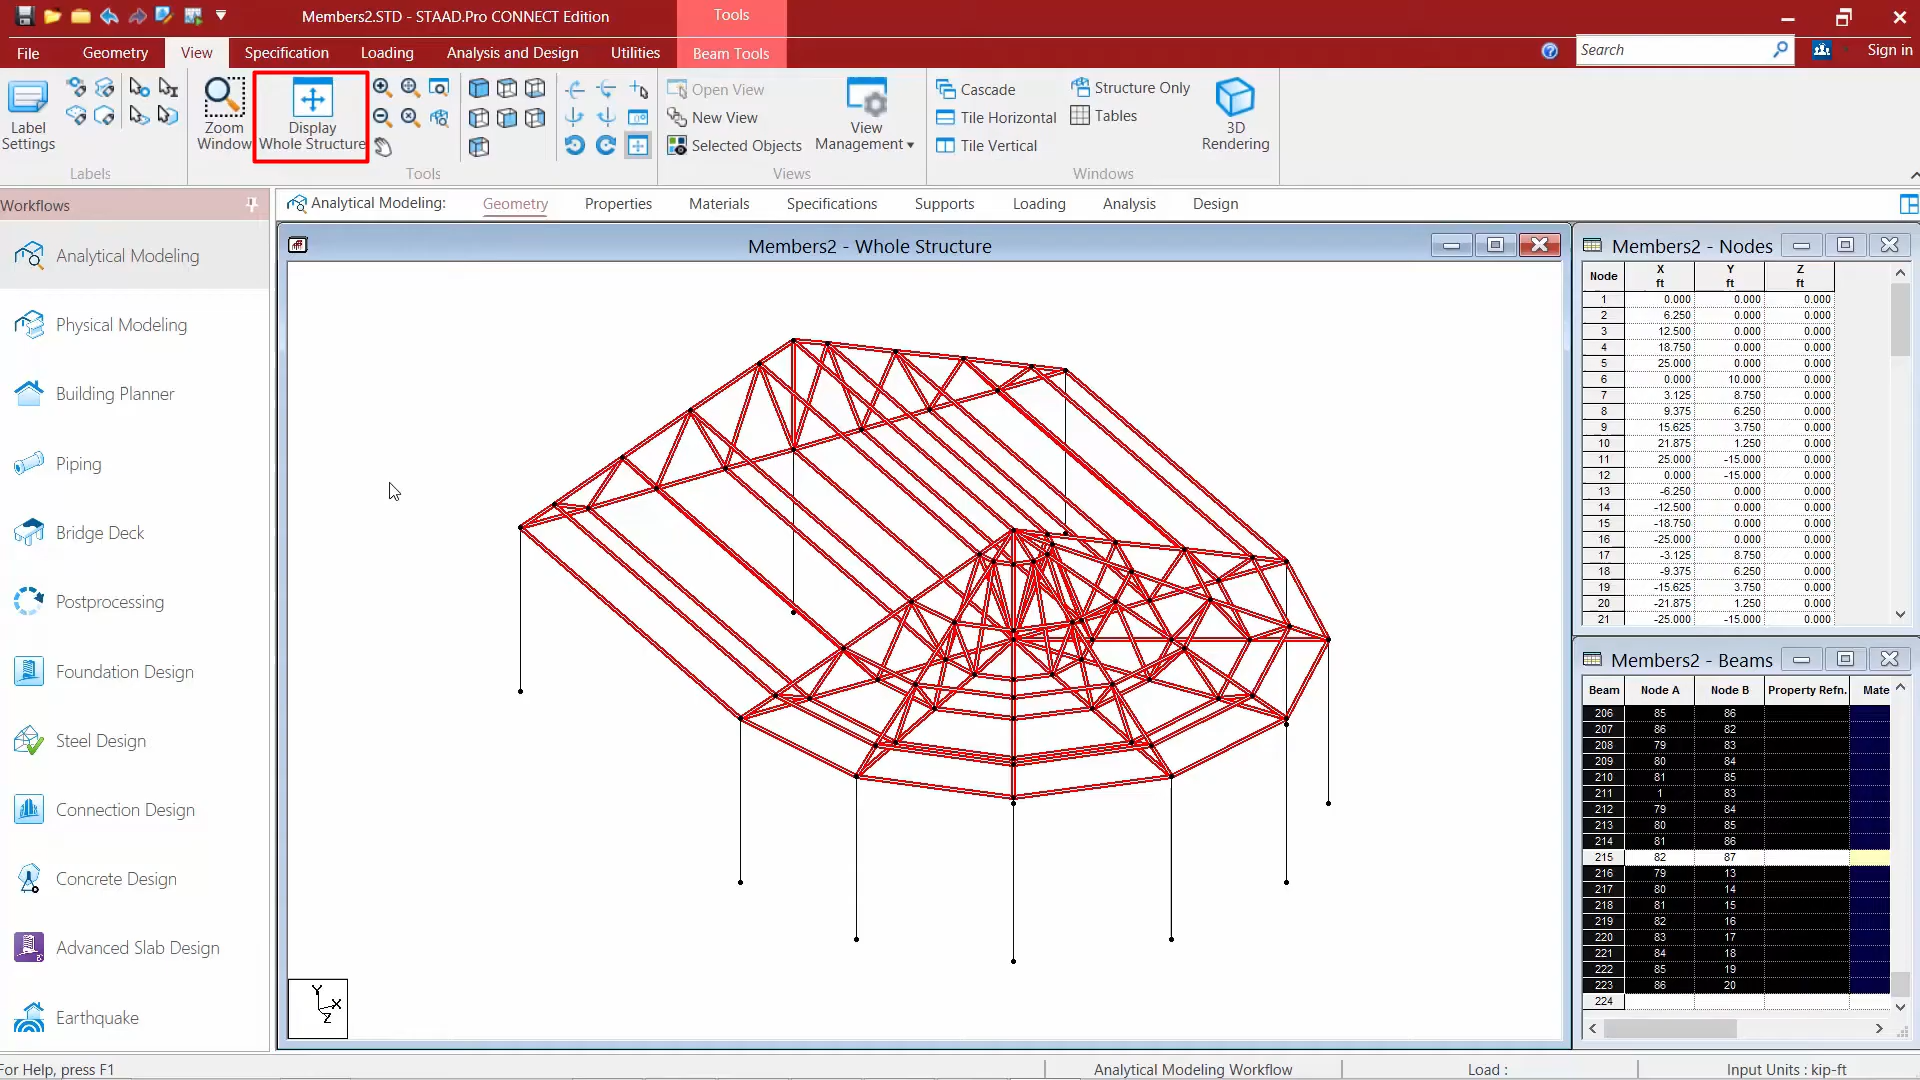 Members2.STD - STAAD.Pro CONNECT Edition
Tools
File Geometry View Specification Loading Analysis and Design Utilities Beam Tools
Search
Sign in
Label Settings
Zoom Window
Display Whole Structure
Open View
New View
Selected Objects
View Management
Cascade
Tile Horizontal
Tile Vertical
Structure Only
Tables
3D Rendering
Labels Tools Views Windows
Workflows
Analytical Modeling: Geometry Properties Materials Specifications Supports Loading Analysis Design
Analytical Modeling
Physical Modeling
Building Planner
Piping
Bridge Deck
Postprocessing
Foundation Design
Steel Design
Connection Design
Concrete Design
Advanced Slab Design
Earthquake
Members2 - Whole Structure
Y
X
Z
Members2 - Nodes
Node X ft Y ft Z ft
1 0.000 0.000 0.000
2 6.250 0.000 0.000
3 12.500 0.000 0.000
4 18.750 0.000 0.000
5 25.000 0.000 0.000
6 0.000 10.000 0.000
7 3.125 8.750 0.000
8 9.375 6.250 0.000
9 15.625 3.750 0.000
10 21.875 1.250 0.000
11 25.000 -15.000 0.000
12 0.000 -15.000 0.000
13 -6.250 0.000 0.000
14 -12.500 0.000 0.000
15 -18.750 0.000 0.000
16 -25.000 0.000 0.000
17 -3.125 8.750 0.000
18 -9.375 6.250 0.000
19 -15.625 3.750 0.000
20 -21.875 1.250 0.000
21 -25.000 -15.000 0.000
Members2 - Beams
Beam Node A Node B Property Refn. Mate
206 85 86
207 86 82
208 79 83
209 80 84
210 81 85
211 1 83
212 79 84
213 80 85
214 81 86
215 82 87
216 79 13
217 80 14
218 81 15
219 82 16
220 83 17
221 84 18
222 85 19
223 86 20
224
For Help, press F1
Analytical Modeling Workflow
Load :
Input Units : kip-ft